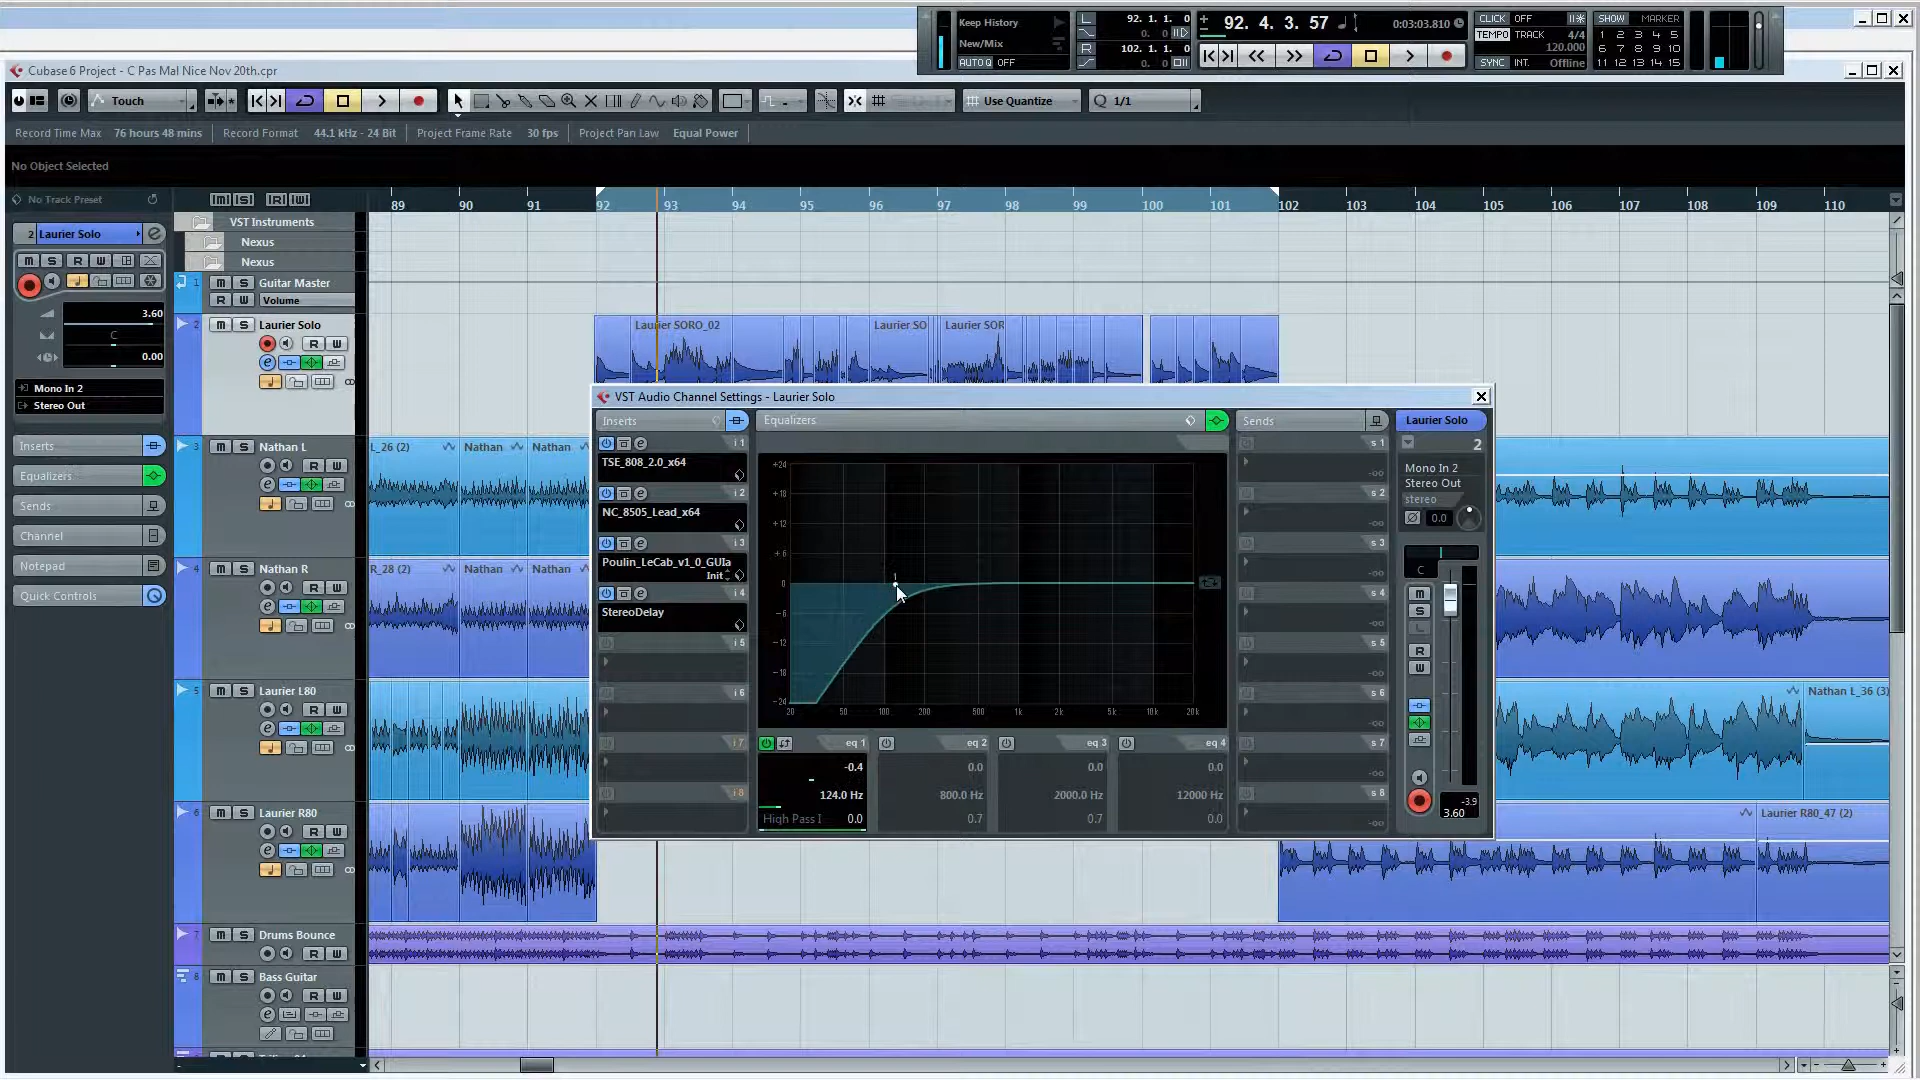 Keep History
New/Mix
AUTO Q OFF
L 92. 1. 1. 0
0. 0
R 102. 1. 1. 0
0. 0
92. 4. 3. 57
0:03:03.810
CLICK OFF
TEMPO TRACK 4/4
120.000
SYNC INT. Offline
SHOW MARKER
1 2 3 4 5
6 7 8 9 10
11 12 13 14 15
Cubase 6 Project - C Pas Mal Nice Nov 20th.cpr
Touch
Use Quantize
Q 1/1
Record Time Max 76 hours 48 mins Record Format 44.1 kHz - 24 Bit Project Frame Rate 30 fps Project Pan Law Equal Power
No Object Selected
No Track Preset
2 Laurier Solo
M S R W
3.60
C
0.00
Mono In 2
Stereo Out
Inserts
Equalizers
Sends
Channel
Notepad
Quick Controls
[M] [S] [R] [W]
89 90 91 92 93 94 95 96 97 98 99 100 101 102 103 104 105 106 107 108 109 110
VST Instruments
Nexus
Nexus
1 M S Guitar Master
R W Volume
2 M S Laurier Solo
R W
3 M S Nathan L
R W
4 M S Nathan R
R W
5 M S Laurier L80
R W
6 M S Laurier R80
R W
7 M S Drums Bounce
R W
8 M S Bass Guitar
R W
Laurier SORO_02
Laurier SO
Laurier SOR
L_26 (2) Nathan Nathan
R_28 (2) Nathan Nathan
Nathan L_36 (3)
Laurier R80_47 (2)
VST Audio Channel Settings - Laurier Solo
Inserts
i 1
TSE_808_2.0_x64
i 2
NC_8505_Lead_x64
i 3
Poulin_LeCab_v1_0_GUIa
Init
i 4
StereoDelay
i 5
i 6
i 7
i 8
Equalizers
+24
+18
+12
+6
0
-6
-12
-18
-24
20 50 100 200 500 1k 2k 5k 10k 20k
1
eq 1 eq 2 eq 3 eq 4
-0.4 0.0 0.0 0.0
124.0 Hz 800.0 Hz 2000.0 Hz 12000 Hz
High Pass I 0.0 0.7 0.7 0.0
Sends
s 1
-oo
s 2
-oo
s 3
-oo
s 4
-oo
s 5
-oo
s 6
-oo
s 7
-oo
s 8
-oo
Laurier Solo
2
Mono In 2
Stereo Out
stereo
0.0
C
M
S
L
R
W
-3.9
3.60